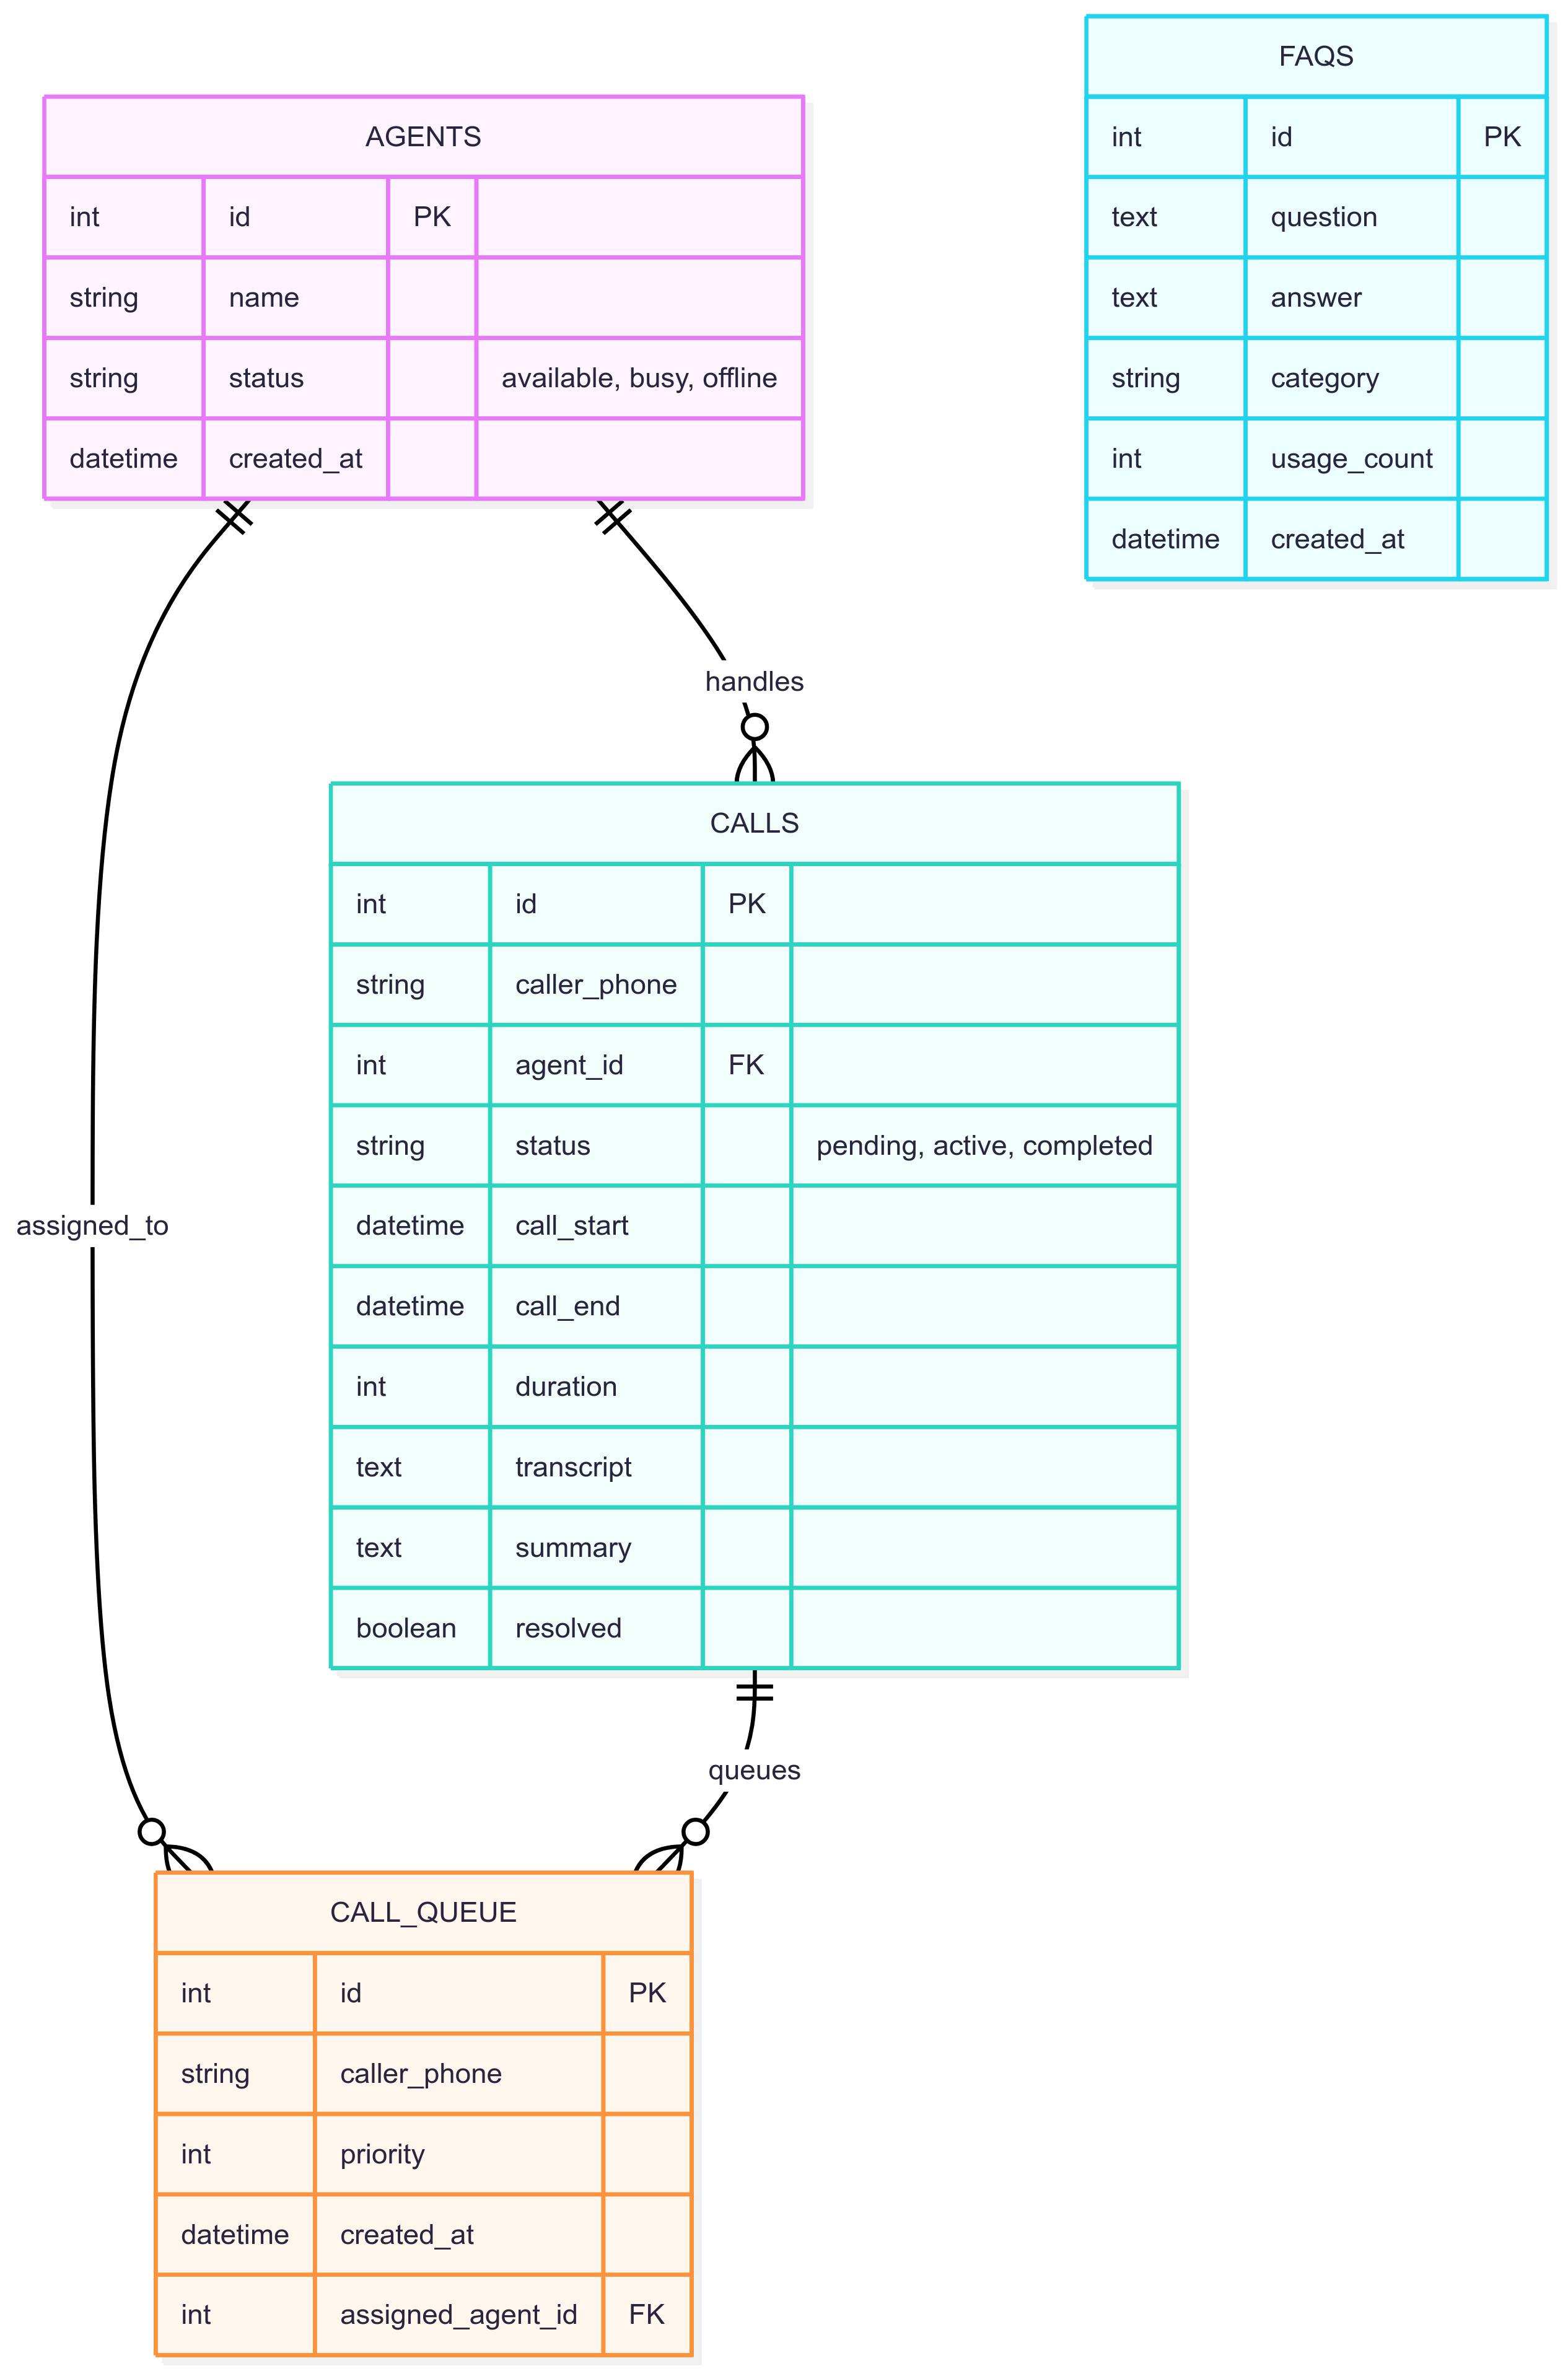 AGENTS
int id PK
string name
string status available, busy, offline
datetime created_at
FAQS
int id PK
text question
text answer
string category
int usage_count
datetime created_at
handles
CALLS
int id PK
string caller_phone
int agent_id FK
string status pending, active, completed
datetime call_start
datetime call_end
int duration
text transcript
text summary
boolean resolved
assigned_to
queues
CALL_QUEUE
int id PK
string caller_phone
int priority
datetime created_at
int assigned_agent_id FK